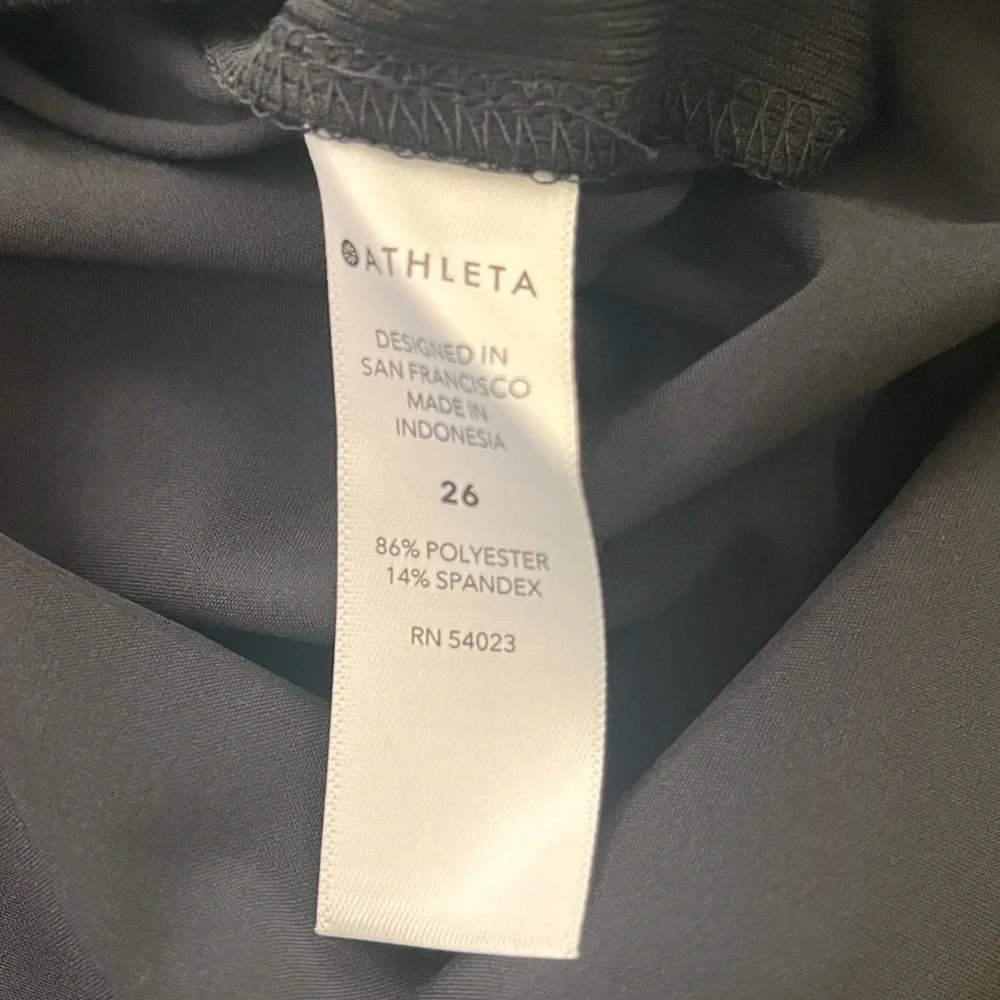 ATHLETA
DESIGNED IN
SAN FRANCISCO
MADE IN
INDONESIA
26
86% POLYESTER
14% SPANDEX
RN 54023